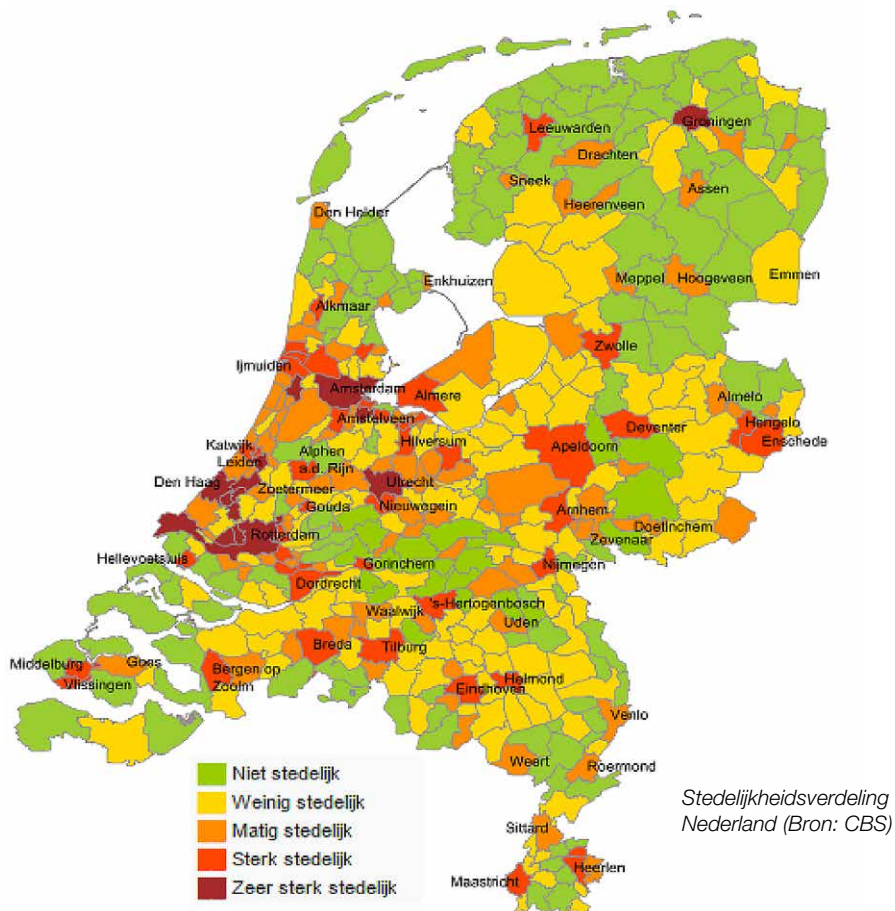 Groningen
Leeuwarden
Drachten
Sneek
Assen
Heerenveen
Den Helder
Meppel
Hoogeveen
Emmen
Enkhuizen
Alkmaar
Zwolle
Ijmuiden
Amsterdam
Almere
Almelo
Amstelveen
Hengelo
Deventer
Enschede
Katwijk
Hilversum
Apeldoorn
Alphen
a.d. Rijn
Leiden
Den Haag
Zoetermeer
Utrecht
Gouda
Nieuwegein
Arnhem
Doetinchem
Rotterdam
Zevenaar
Hellevoetsluis
Gorinchem
Nijmegen
Dordrecht
Waalwijk
's-Hertogenbosch
Uden
Middelburg
Goes
Breda
Tilburg
Bergen op
Zoolm
Vlissingen
Helmond
Eindhoven
Venlo
Weert
Roermond
Niet stedelijk
Weinig stedelijk
Matig stedelijk
Sterk stedelijk
Zeer sterk stedelijk
Stedelijkheidsverdeling
Nederland (Bron: CBS)
Sittard
Heerlen
Maastricht